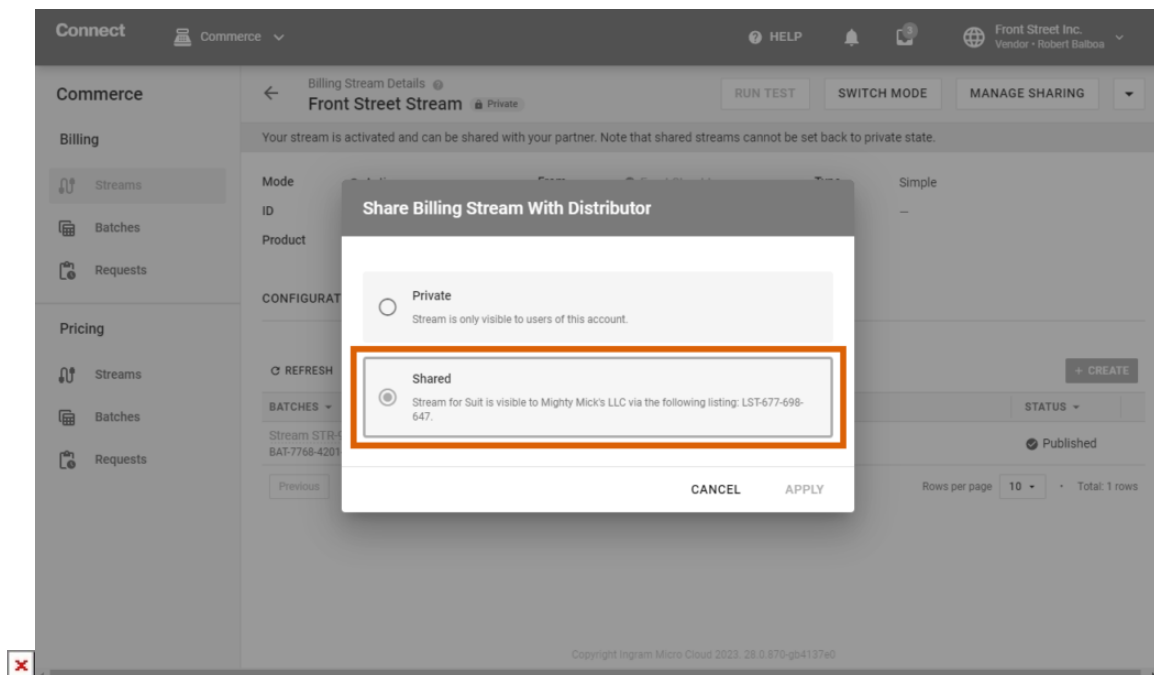 Connect
Commerce
HELP
3
Front Street Inc.
Vendor • Robert Balboa
Commerce
Billing Stream Details
Front Street Stream Private
RUN TEST
SWITCH MODE
MANAGE SHARING
Billing
Your stream is activated and can be shared with your partner. Note that shared streams cannot be set back to private state.
Streams
Mode
Simple
ID
—
Share Billing Stream With Distributor
Batches
Product
Requests
Private
Stream is only visible to users of this account.
CONFIGURAT
Pricing
Streams
REFRESH
+ CREATE
Shared
Stream for Suit is visible to Mighty Mick's LLC via the following listing: LST-677-698-
647.
Batches
BATCHES
STATUS
Stream STR-
BAT-7768-4201
Published
Requests
Previous
CANCEL
APPLY
Rows per page 10 • Total: 1 rows
Copyright Ingram Micro Cloud 2023. 28.0.870-gb4137e0